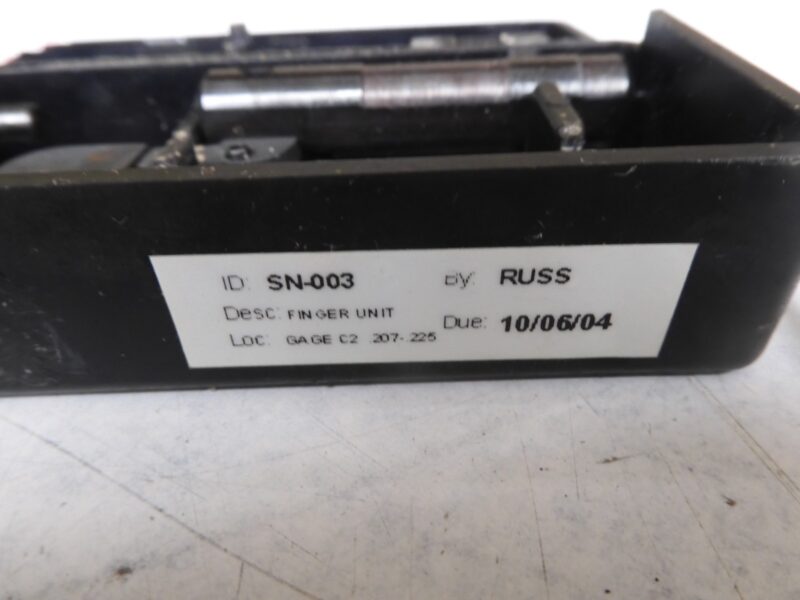 ID: SN-003 By: RUSS
Desc: FINGER UNIT Due: 10/06/04
Loc: GAGE C2 .207-.225